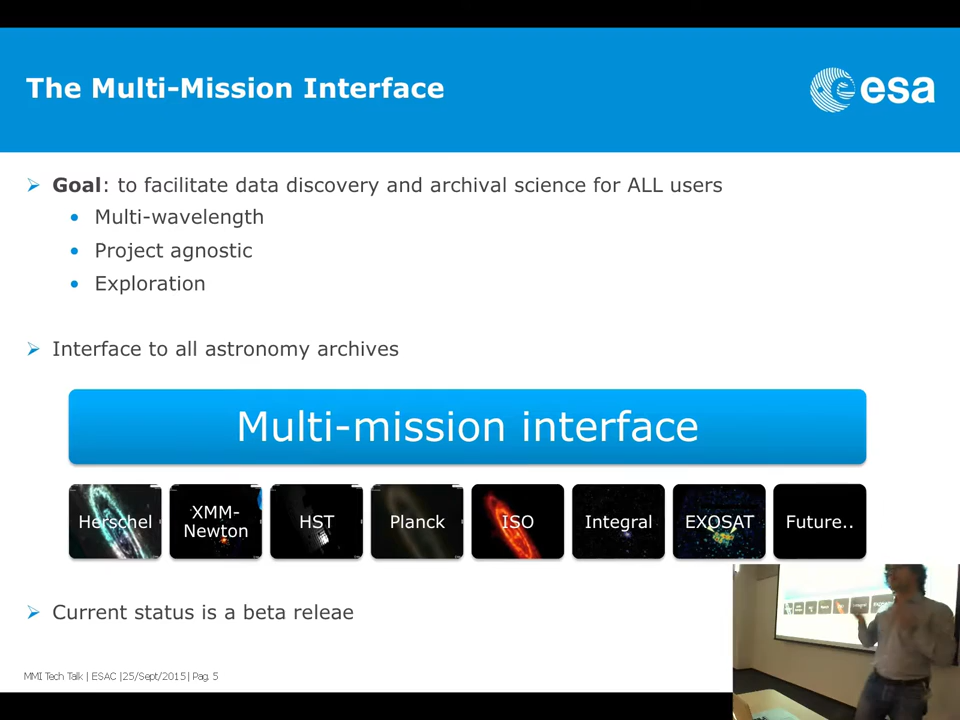 The Multi-Mission Interface
esa
Goal: to facilitate data discovery and archival science for ALL users
Multi-wavelength
Project agnostic
Exploration
Interface to all astronomy archives
Multi-mission interface
Herschel
XMM-
Newton
HST
Planck
ISO
Integral
EXOSAT
Future..
Current status is a beta releae
MMI Tech Talk | ESAC |25/Sept/2015| Pag. 5